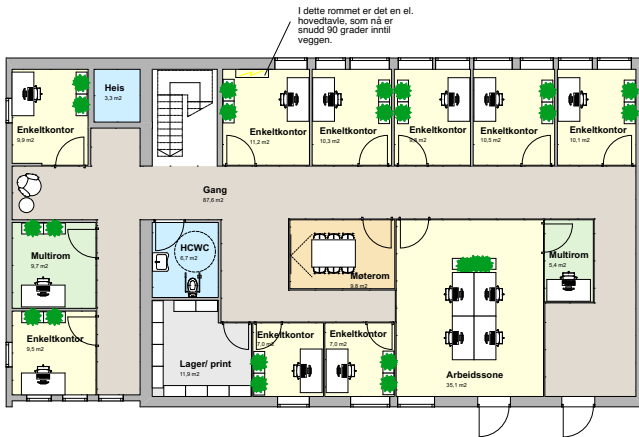 I dette rommet er det en el.
hovedtavle, som nå er
snudd 90 grader inntil
veggen.
Heis
3,3 m2
Enkeltkontor
9,9 m2
Enkeltkontor
11,2 m2
Enkeltkontor
10,3 m2
Enkeltkontor
9,8 m2
Enkeltkontor
10,5 m2
Enkeltkontor
10,1 m2
Gang
87,6 m2
Multirom
9,7 m2
HCWC
6,7 m2
Møterom
9,8 m2
Multirom
5,4 m2
Enkeltkontor
9,5 m2
Lager/ print
11,9 m2
Enkeltkontor
7,0 m2
Enkeltkontor
7,0 m2
Arbeidssone
35,1 m2